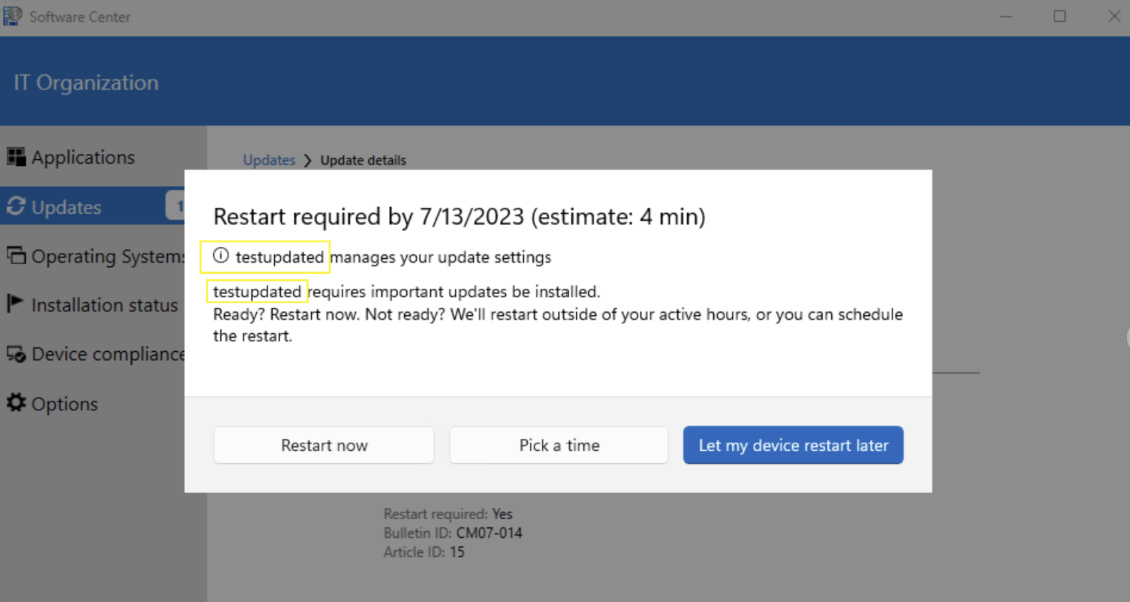 Software Center
IT Organization
Applications
Updates 1
Operating Systems
Installation status
Device compliance
Options
Updates > Update details
Restart required by 7/13/2023 (estimate: 4 min)
testupdated manages your update settings
testupdated requires important updates be installed.
Ready? Restart now. Not ready? We'll restart outside of your active hours, or you can schedule
the restart.
Restart now
Pick a time
Let my device restart later
Restart required: Yes
Bulletin ID: CM07-014
Article ID: 15